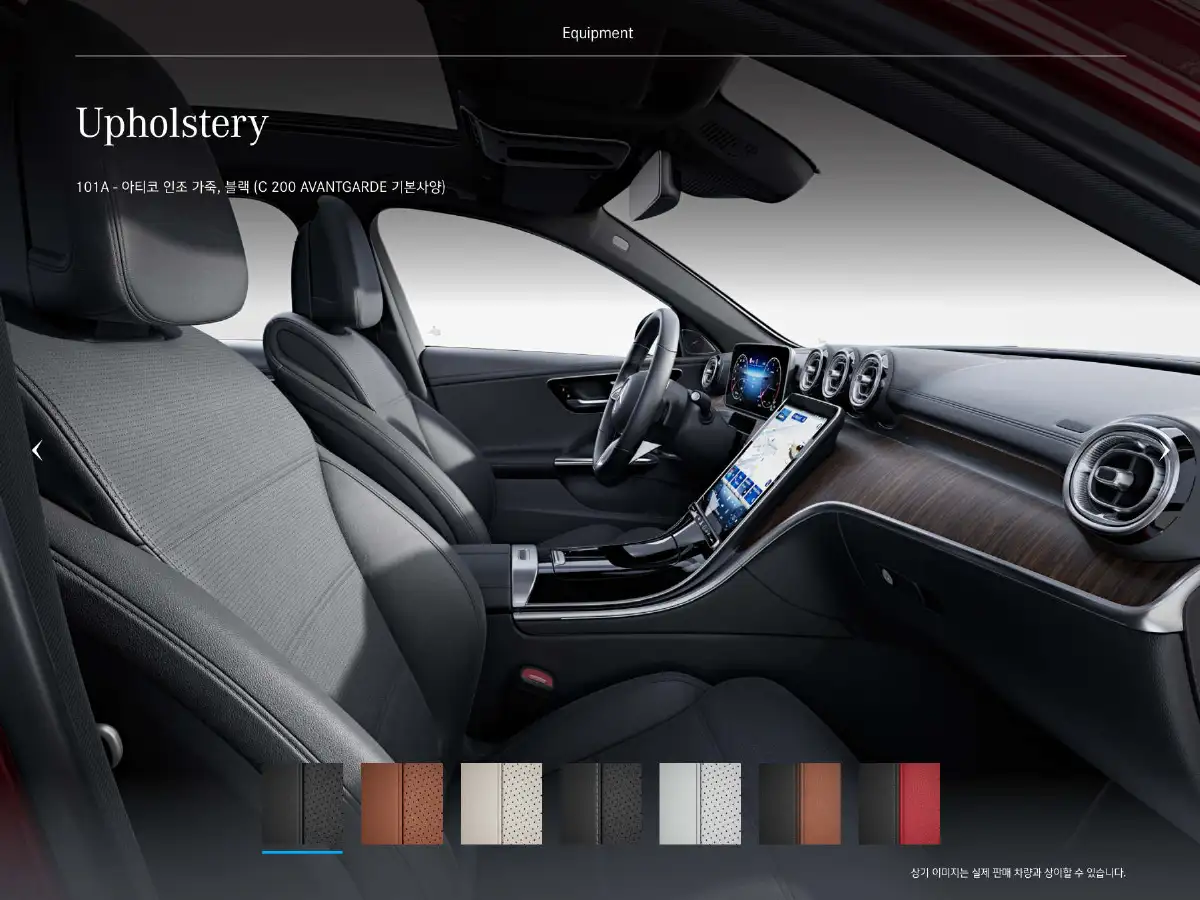 Equipment
Upholstery
101A - 아티코 인조 가죽, 블랙 (C 200 AVANTGARDE 기본사양)
상기 이미지는 실제 판매 차량과 상이할 수 있습니다.